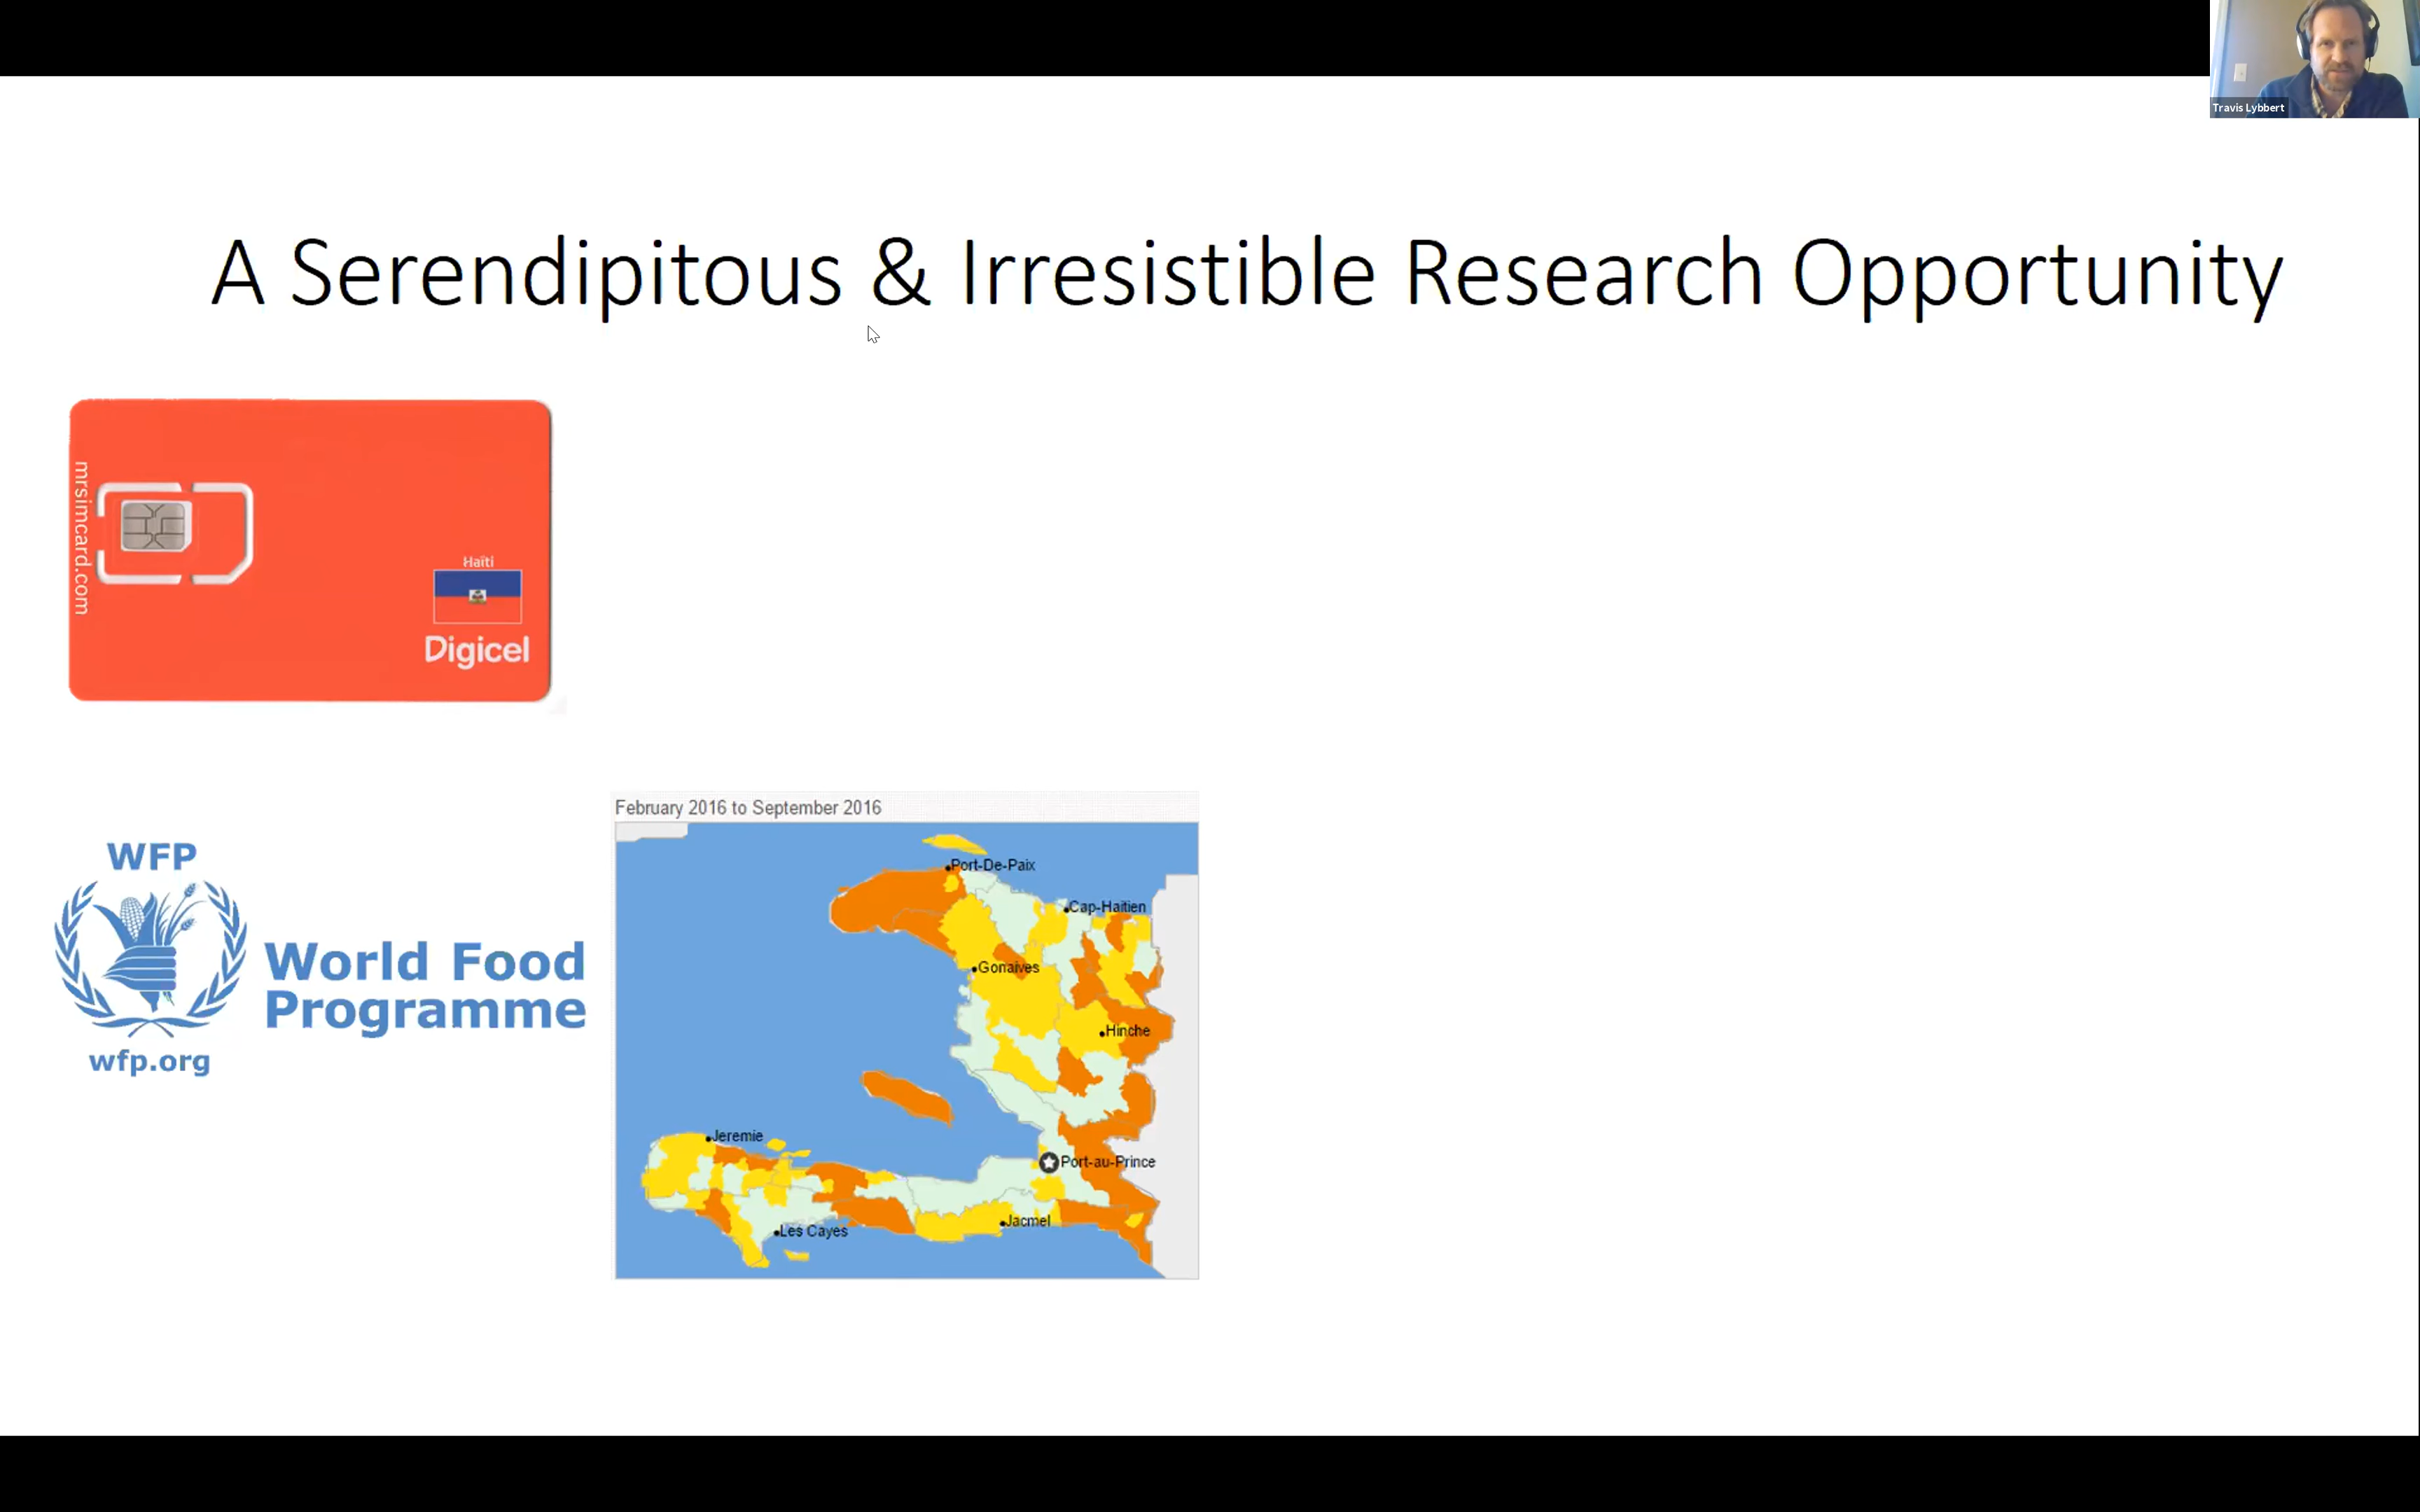 Travis Lybbert
A Serendipitous & Irresistible Research Opportunity
mrsimcard.com
Haïti
Digicel
February 2016 to September 2016
WFP
World Food
Programme
wfp.org
Port-De-Paix
Cap-Haitien
Gonaives
Hinche
Jeremie
Port-au-Prince
Jacmel
Les Cayes